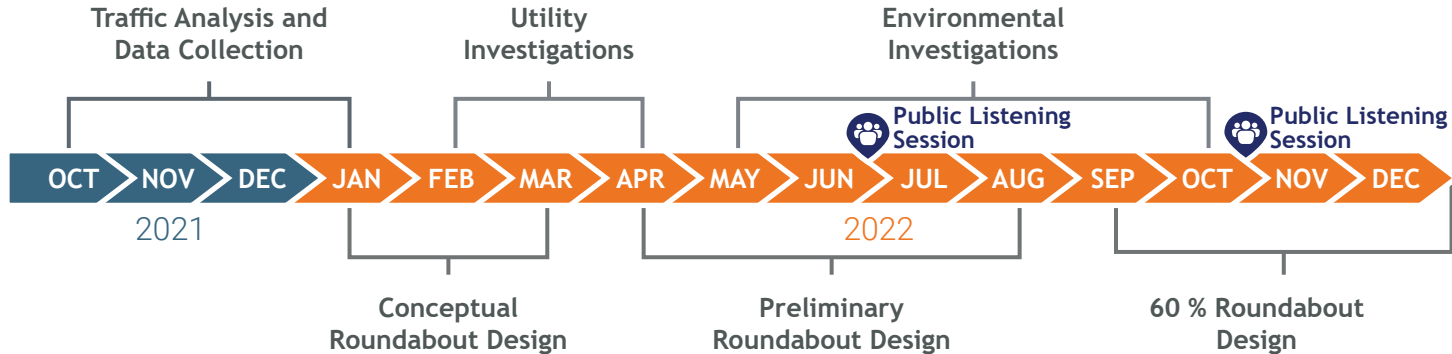 Traffic Analysis and
Data Collection
Utility
Investigations
Environmental
Investigations
Public Listening
Session
Public Listening
Session
OCT NOV DEC JAN FEB MAR APR MAY JUN JUL AUG SEP OCT NOV DEC
2021
2022
Conceptual
Roundabout Design
Preliminary
Roundabout Design
60 % Roundabout
Design